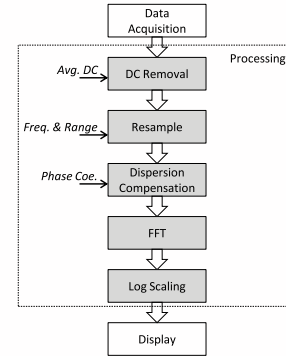 Data
Acquisition
Processing
Avg. DC
DC Removal
Freq. & Range
Resample
Phase Coe.
Dispersion
Compensation
FFT
Log Scaling
Display